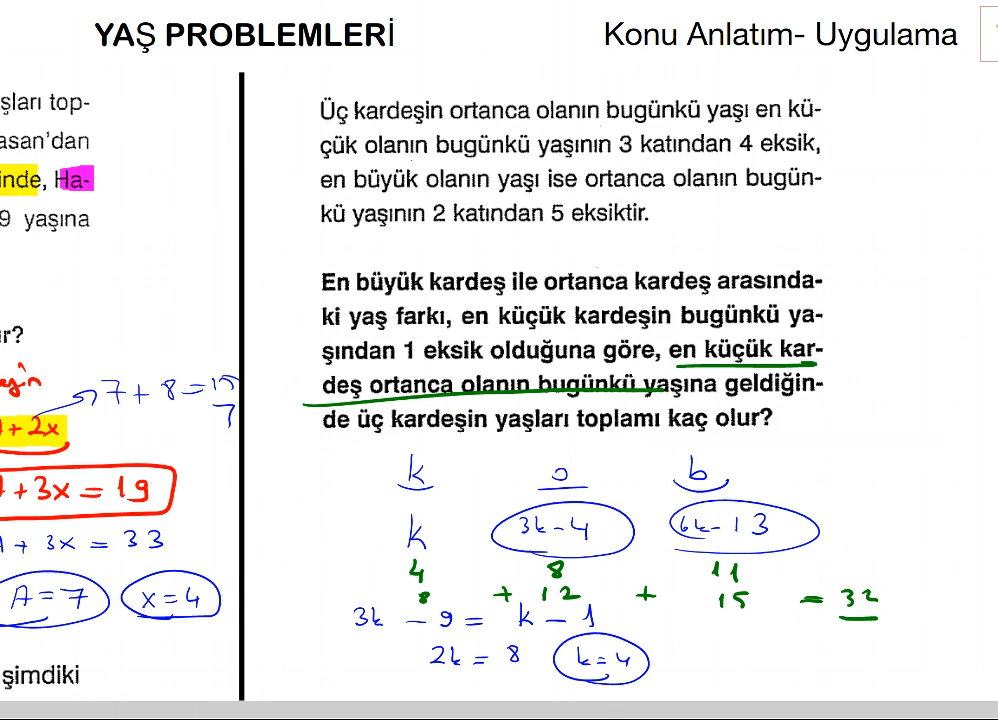 YAŞ PROBLEMLERİ
Konu Anlatım- Uygulama
şları top-
asan'dan
inde, Ha-
9 yaşına
r?
7 + 8 = 15
7
+ 2x
+ 3x = 19
+ 3x = 33
A = 7
x = 4
şimdiki
Üç kardeşin ortanca olanın bugünkü yaşı en kü-
çük olanın bugünkü yaşının 3 katından 4 eksik,
en büyük olanın yaşı ise ortanca olanın bugün-
kü yaşının 2 katından 5 eksiktir.
En büyük kardeş ile ortanca kardeş arasında-
ki yaş farkı, en küçük kardeşin bugünkü ya-
şından 1 eksik olduğuna göre, en küçük kar-
deş ortanca olanın bugünkü yaşına geldiğin-
de üç kardeşin yaşları toplamı kaç olur?
k o b
k 3k - 4 6k - 13
4 8 11
8 + 12 + 15 = 32
3k - 9 = k - 1
2k = 8 k = 4